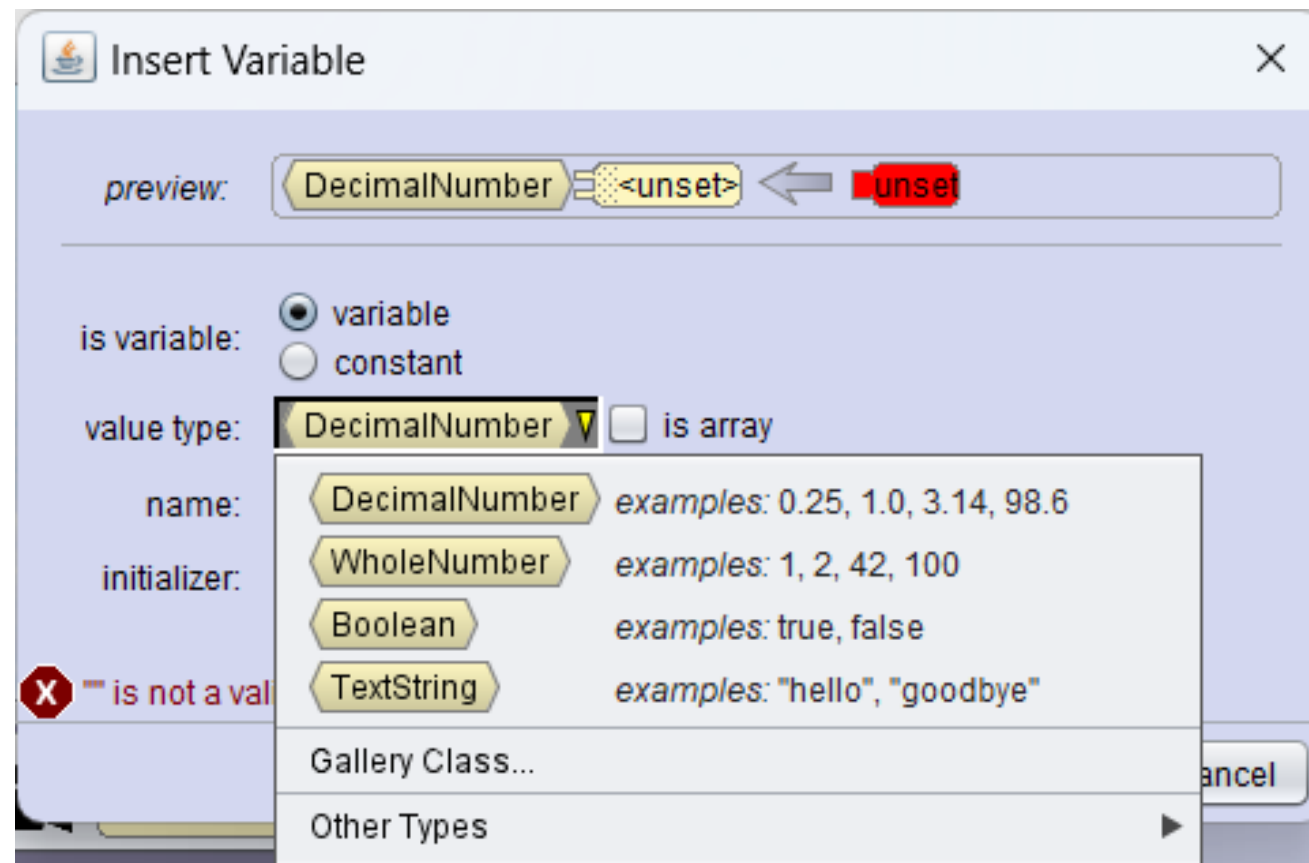 Insert Variable
preview: DecimalNumber <unset> unset
is variable: variable
constant
value type: DecimalNumber is array
name:
DecimalNumber examples: 0.25, 1.0, 3.14, 98.6
WholeNumber examples: 1, 2, 42, 100
initializer:
Boolean examples: true, false
TextString examples: "hello", "goodbye"
"" is not a
Gallery Class...
Other Types